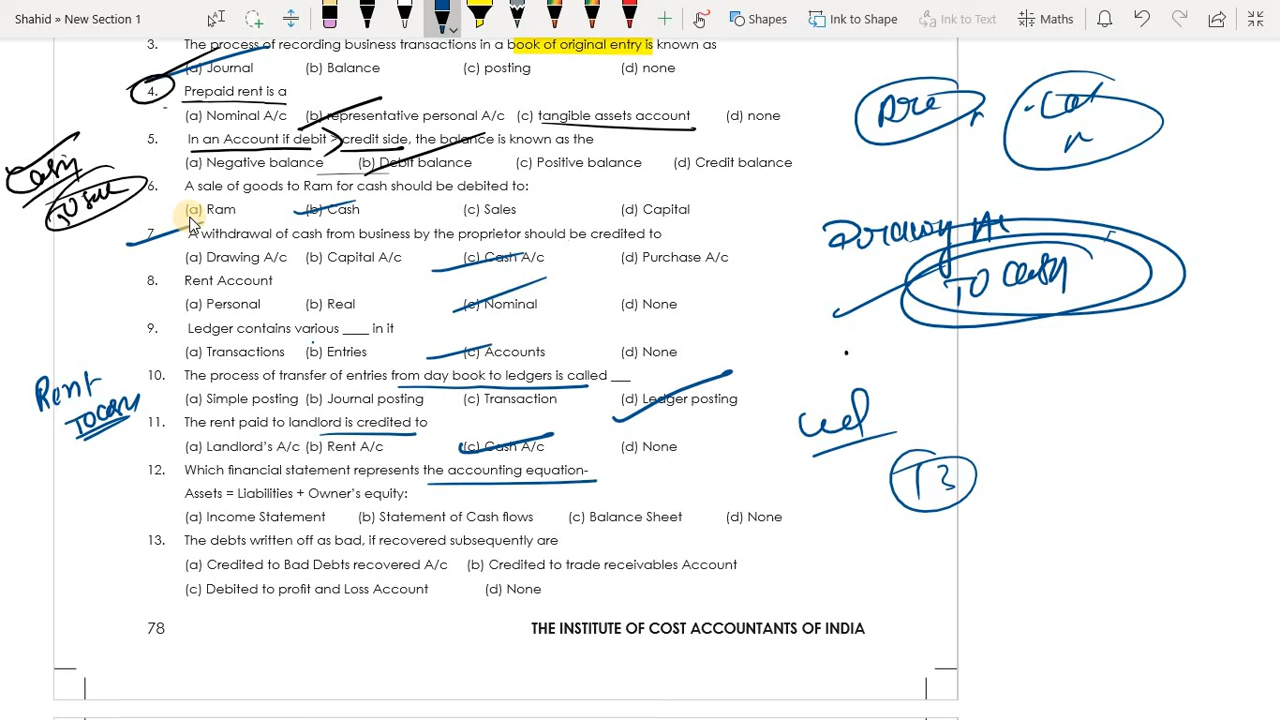 Shahid » New Section 1
Shapes
Ink to Shape
Ink to Text
Maths
3. The process of recording business transactions in a book of original entry is known as
(a) Journal (b) Balance (c) posting (d) none
4. Prepaid rent is a
(a) Nominal A/c (b) representative personal A/c (c) tangible assets account (d) none
5. In an Account if debit > credit side, the balance is known as the
(a) Negative balance (b) Debit balance (c) Positive balance (d) Credit balance
6. A sale of goods to Ram for cash should be debited to:
(a) Ram (b) Cash (c) Sales (d) Capital
7. A withdrawal of cash from business by the proprietor should be credited to
(a) Drawing A/c (b) Capital A/c (c) Cash A/c (d) Purchase A/c
8. Rent Account
(a) Personal (b) Real (c) Nominal (d) None
9. Ledger contains various ____ in it
(a) Transactions (b) Entries (c) Accounts (d) None
10. The process of transfer of entries from day book to ledgers is called ___
(a) Simple posting (b) Journal posting (c) Transaction (d) Ledger posting
11. The rent paid to landlord is credited to
(a) Landlord's A/c (b) Rent A/c (c) Cash A/c (d) None
12. Which financial statement represents the accounting equation-
Assets = Liabilities + Owner's equity:
(a) Income Statement (b) Statement of Cash flows (c) Balance Sheet (d) None
13. The debts written off as bad, if recovered subsequently are
(a) Credited to Bad Debts recovered A/c (b) Credited to trade receivables Account
(c) Debited to profit and Loss Account (d) None
78 THE INSTITUTE OF COST ACCOUNTANTS OF INDIA
Rent
TO cash
TO cash
T3